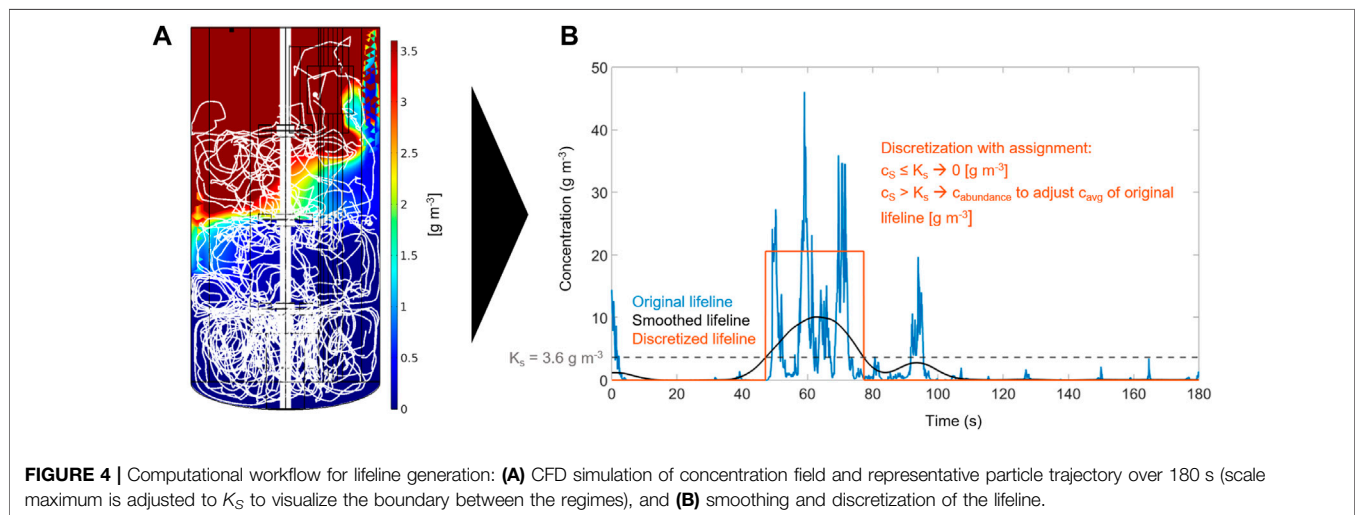 A
3.5
3
2.5
2
1.5
1
0.5
0
[g m⁻³]
B
50
40
30
20
10
0
Concentration (g m⁻³)
Discretization with assignment:
c_S ≤ K_s → 0 [g m⁻³]
c_S > K_s → c_abundance to adjust c_avg of original
lifeline [g m⁻³]
Original lifeline
Smoothed lifeline
Discretized lifeline
K_s = 3.6 g m⁻³
0 20 40 60 80 100 120 140 160 180
Time (s)
FIGURE 4 | Computational workflow for lifeline generation: (A) CFD simulation of concentration field and representative particle trajectory over 180 s (scale
maximum is adjusted to K_S to visualize the boundary between the regimes), and (B) smoothing and discretization of the lifeline.